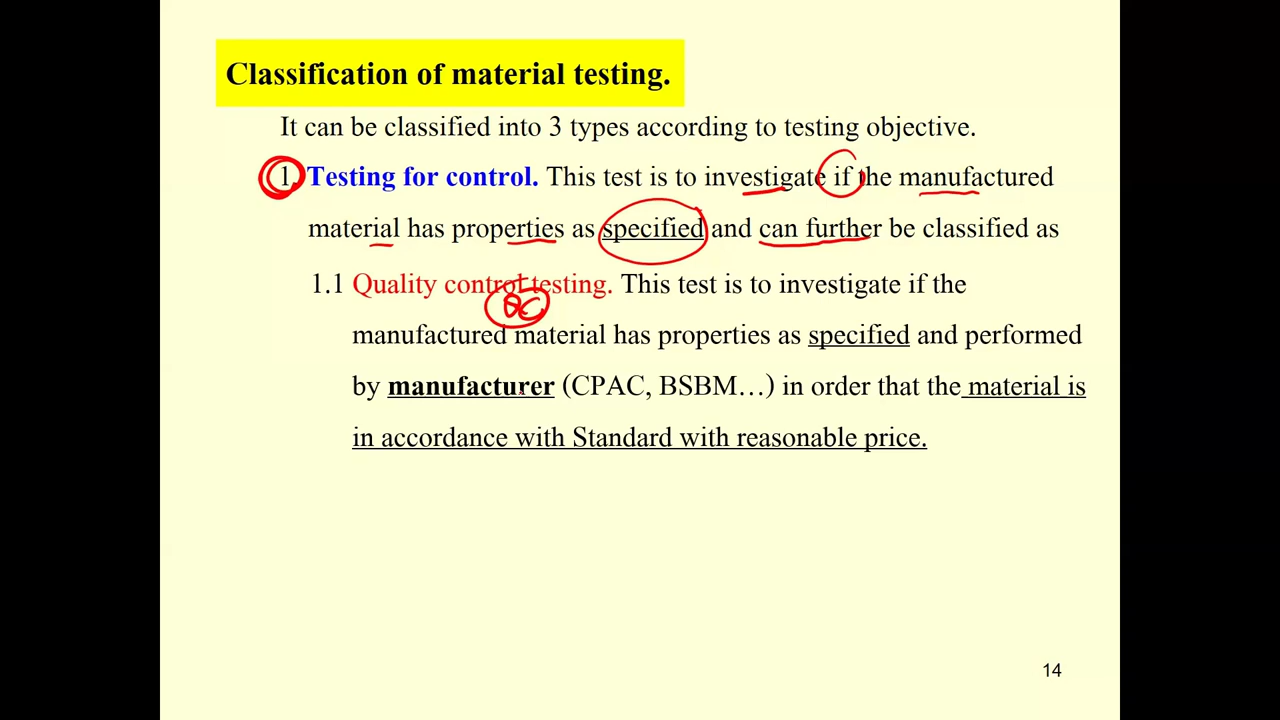 Classification of material testing.
It can be classified into 3 types according to testing objective.
1. Testing for control. This test is to investigate if the manufactured
material has properties as specified and can further be classified as
1.1 Quality control testing. This test is to investigate if the
QC
manufactured material has properties as specified and performed
by manufacturer (CPAC, BSBM…) in order that the material is
in accordance with Standard with reasonable price.
14